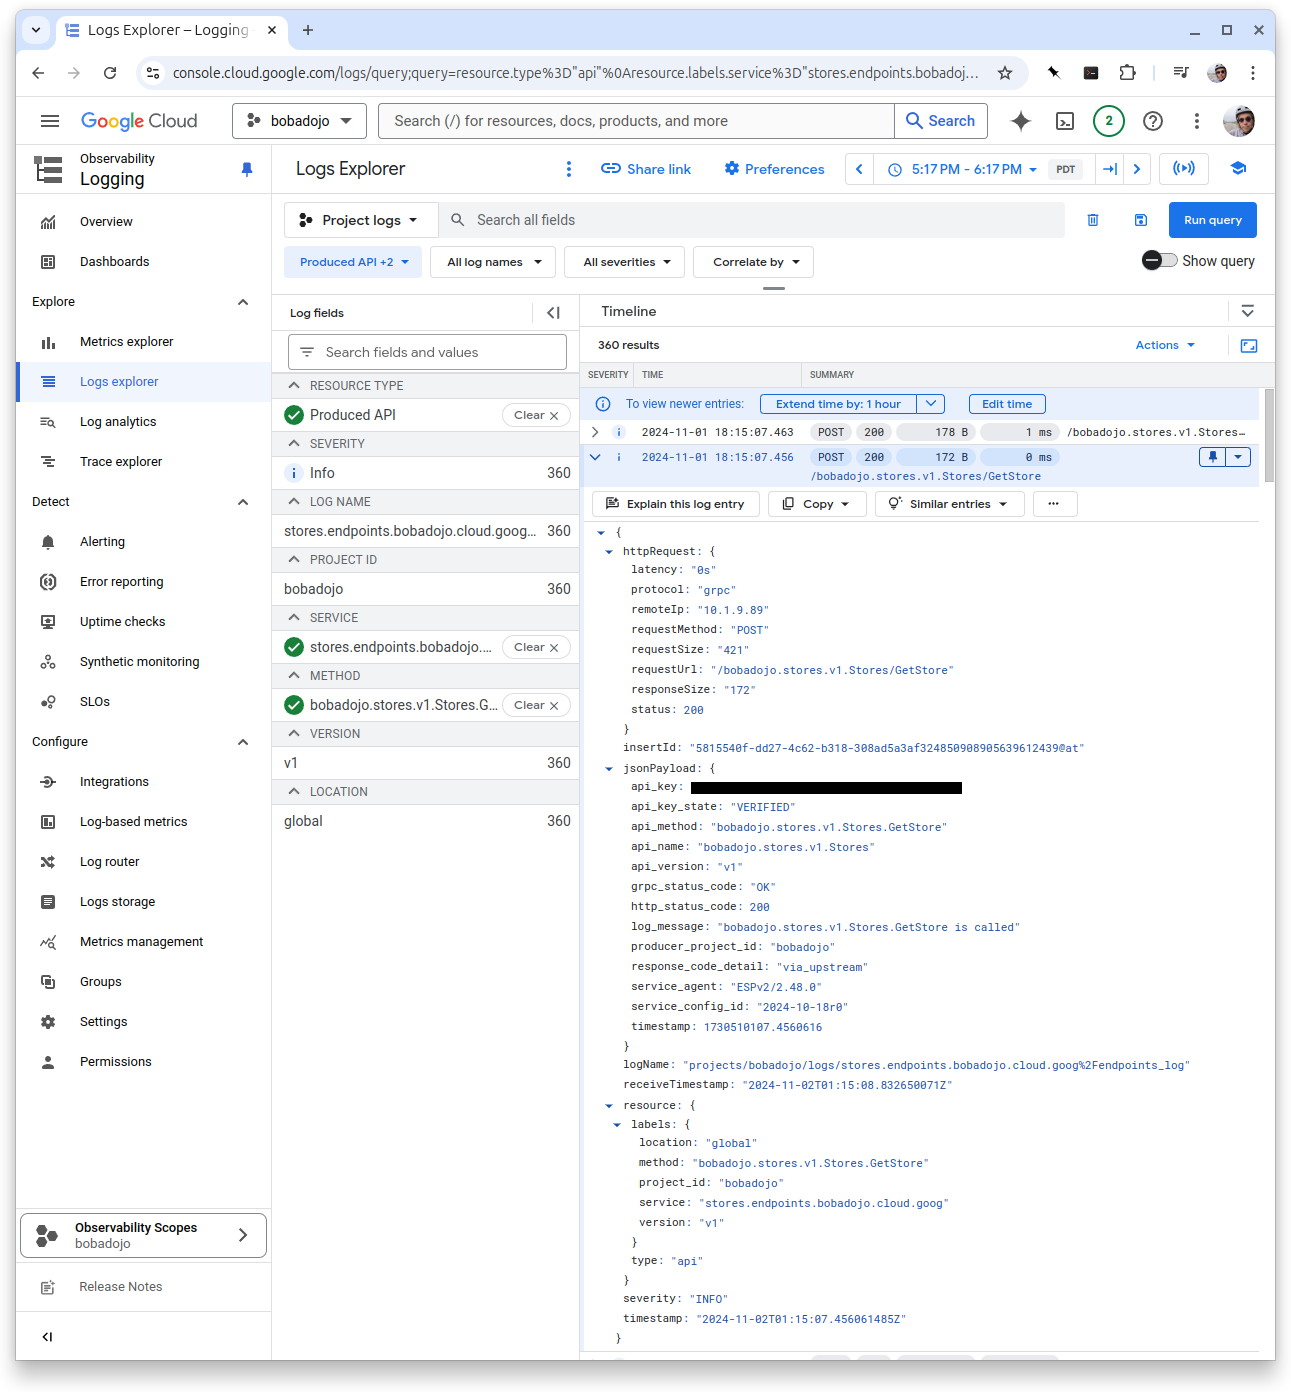 Logs Explorer – Logging
console.cloud.google.com/logs/query;query=resource.type%3D"api"%0Aresource.labels.service%3D"stores.endpoints.bobadoj...
Google Cloud
bobadojo
Search (/) for resources, docs, products, and more
Search
2
Observability
Logging
Logs Explorer
Share link
Preferences
5:17 PM - 6:17 PM
PDT
Overview
Dashboards
Explore
Metrics explorer
Logs explorer
Log analytics
Trace explorer
Detect
Alerting
Error reporting
Uptime checks
Synthetic monitoring
SLOs
Configure
Integrations
Log-based metrics
Log router
Logs storage
Metrics management
Groups
Settings
Permissions
Observability Scopes
bobadojo
Release Notes
Project logs
Search all fields
Run query
Produced API +2
All log names
All severities
Correlate by
Show query
Log fields
Search fields and values
RESOURCE TYPE
Produced API Clear
SEVERITY
Info 360
LOG NAME
stores.endpoints.bobadojo.cloud.goog... 360
PROJECT ID
bobadojo 360
SERVICE
stores.endpoints.bobadojo.... Clear
METHOD
bobadojo.stores.v1.Stores.G... Clear
VERSION
v1 360
LOCATION
global 360
Timeline
360 results
Actions
SEVERITY TIME SUMMARY
To view newer entries: Extend time by: 1 hour Edit time
2024-11-01 18:15:07.463 POST 200 178 B 1 ms /bobadojo.stores.v1.Stores…
2024-11-01 18:15:07.456 POST 200 172 B 0 ms
/bobadojo.stores.v1.Stores/GetStore
Explain this log entry Copy Similar entries ...
{
httpRequest: {
latency: "0s"
protocol: "grpc"
remoteIp: "10.1.9.89"
requestMethod: "POST"
requestSize: "421"
requestUrl: "/bobadojo.stores.v1.Stores/GetStore"
responseSize: "172"
status: 200
}
insertId: "5815540f-dd27-4c62-b318-308ad5a3af324850908905639612439@at"
jsonPayload: {
api_key:
api_key_state: "VERIFIED"
api_method: "bobadojo.stores.v1.Stores.GetStore"
api_name: "bobadojo.stores.v1.Stores"
api_version: "v1"
grpc_status_code: "OK"
http_status_code: 200
log_message: "bobadojo.stores.v1.Stores.GetStore is called"
producer_project_id: "bobadojo"
response_code_detail: "via_upstream"
service_agent: "ESPv2/2.48.0"
service_config_id: "2024-10-18r0"
timestamp: 1730510107.4560616
}
logName: "projects/bobadojo/logs/stores.endpoints.bobadojo.cloud.goog%2Fendpoints_log"
receiveTimestamp: "2024-11-02T01:15:08.832650071Z"
resource: {
labels: {
location: "global"
method: "bobadojo.stores.v1.Stores.GetStore"
project_id: "bobadojo"
service: "stores.endpoints.bobadojo.cloud.goog"
version: "v1"
}
type: "api"
}
severity: "INFO"
timestamp: "2024-11-02T01:15:07.456061485Z"
}